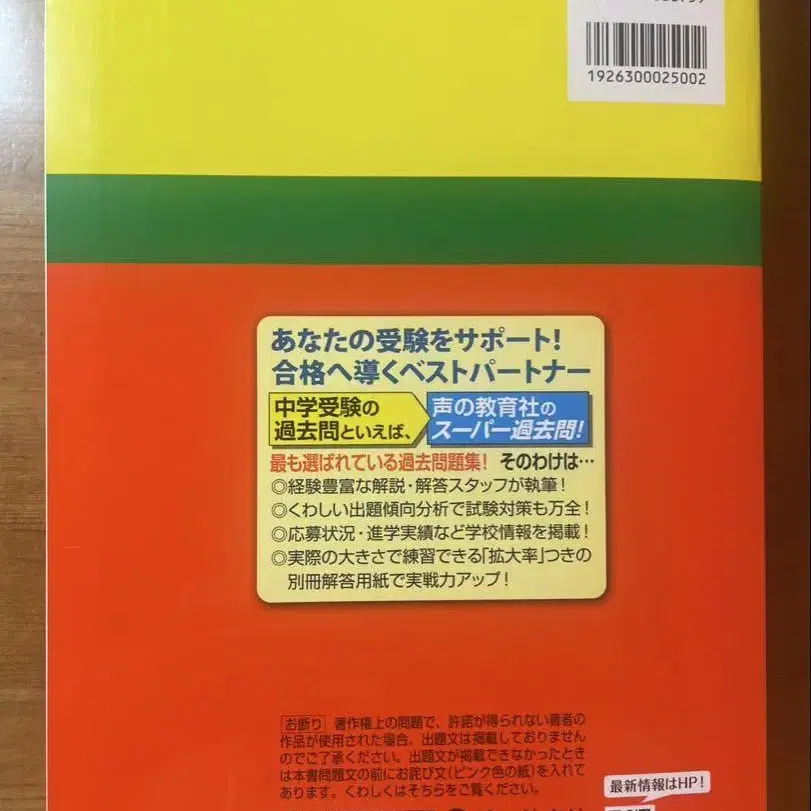 1926300025002
あなたの受験をサポート!
合格へ導くベストパートナー
中学受験の
過去問といえば、
声の教育社の
スーパー過去問!
最も選ばれている過去問題集! そのわけは…
◎経験豊富な解説・解答スタッフが執筆!
◎くわしい出題傾向分析で試験対策も万全!
◎応募状況・進学実績など学校情報を掲載!
◎実際の大きさで練習できる「拡大率」つきの
別冊解答用紙で実戦力アップ!
お断り 著作権上の問題で、許諾が得られない著者の
作品が使用された場合、出題文は掲載しておりません
のでご了承ください。出題文が掲載できなかったとき
は本書問題文の前にお詫び文(ピンク色の紙)を入れて
あります。くわしくはそちらをご覧ください。
最新情報はHP!